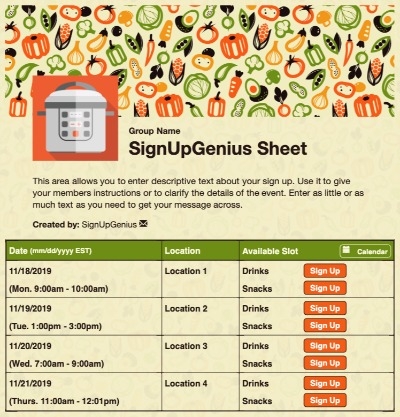 Group Name
SignUpGenius Sheet
This area allows you to enter descriptive text about your sign up. Use it to give
your members instructions or to clarify the details of the event. Enter as little or as
much text as you need to get your message across.
Created by: SignUpGenius
Date (mm/dd/yyyy EST) Location Available Slot Calendar
11/18/2019 Location 1 Drinks Sign Up
(Mon. 9:00am - 10:00am) Snacks Sign Up
11/19/2019 Location 2 Drinks Sign Up
(Tue. 1:00pm - 3:00pm) Snacks Sign Up
11/20/2019 Location 3 Drinks Sign Up
(Wed. 7:00am - 9:00am) Snacks Sign Up
11/21/2019 Location 4 Drinks Sign Up
(Thurs. 11:00am - 12:01pm) Snacks Sign Up